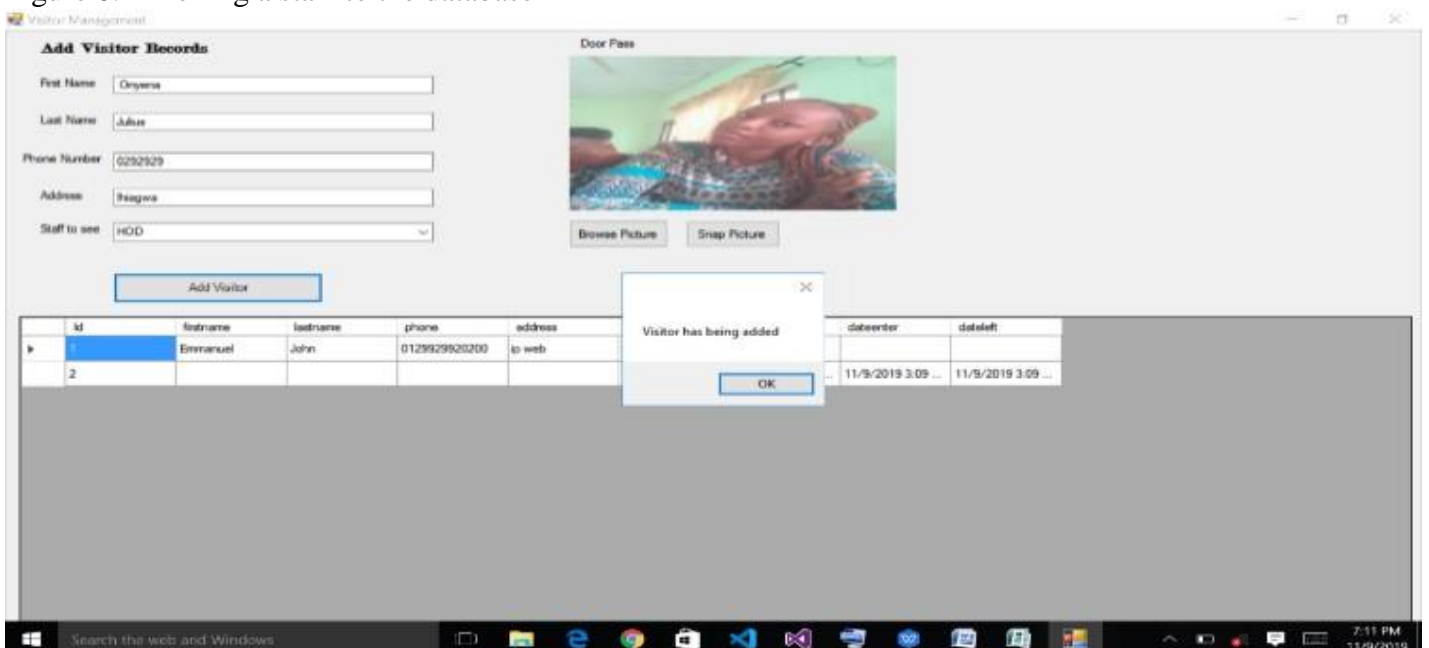 Visitor Management
Add Visitor Records
Door Pass
First Name
Last Name
Julius
Phone Number 0292929
Address Ihiagwa
Staff to see HOD
Browse Picture Snap Picture
Add Visitor
Visitor has being added
OK
Id firstname lastname phone address dateenter dateleft
1 Emmanuel John 0129929920200 ip web
2 11/9/2019 3:09 ... 11/9/2019 3:09 ...
Search the web and Windows
7:11 PM
11/9/2019